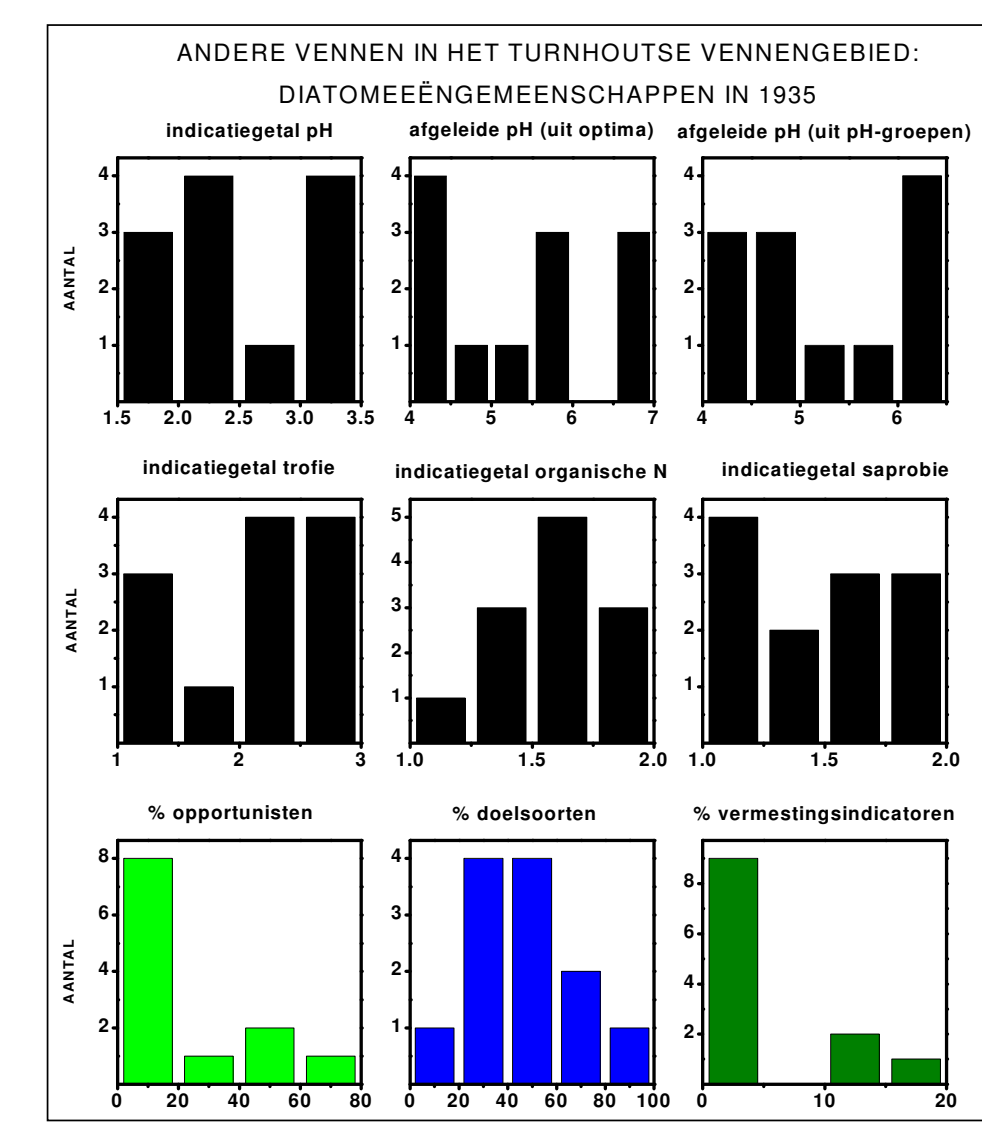 ANDERE VENNEN IN HET TURNHOUTSE VENNENGEBIED:
DIATOMEEËNGEMEENSCHAPPEN IN 1935
indicatiegetal pH
AANTAL
4
3
2
1
1.5 2.0 2.5 3.0 3.5
afgeleide pH (uit optima)
4
3
2
1
4 5 6 7
afgeleide pH (uit pH-groepen)
4
3
2
1
4 5 6
indicatiegetal trofie
AANTAL
4
3
2
1
1 2 3
indicatiegetal organische N
5
4
3
2
1
1.0 1.5 2.0
indicatiegetal saprobie
4
3
2
1
1.0 1.5 2.0
% opportunisten
AANTAL
8
6
4
2
0 20 40 60 80
% doelsoorten
4
3
2
1
0 20 40 60 80 100
% vermestingsindicatoren
8
6
4
2
0 10 20